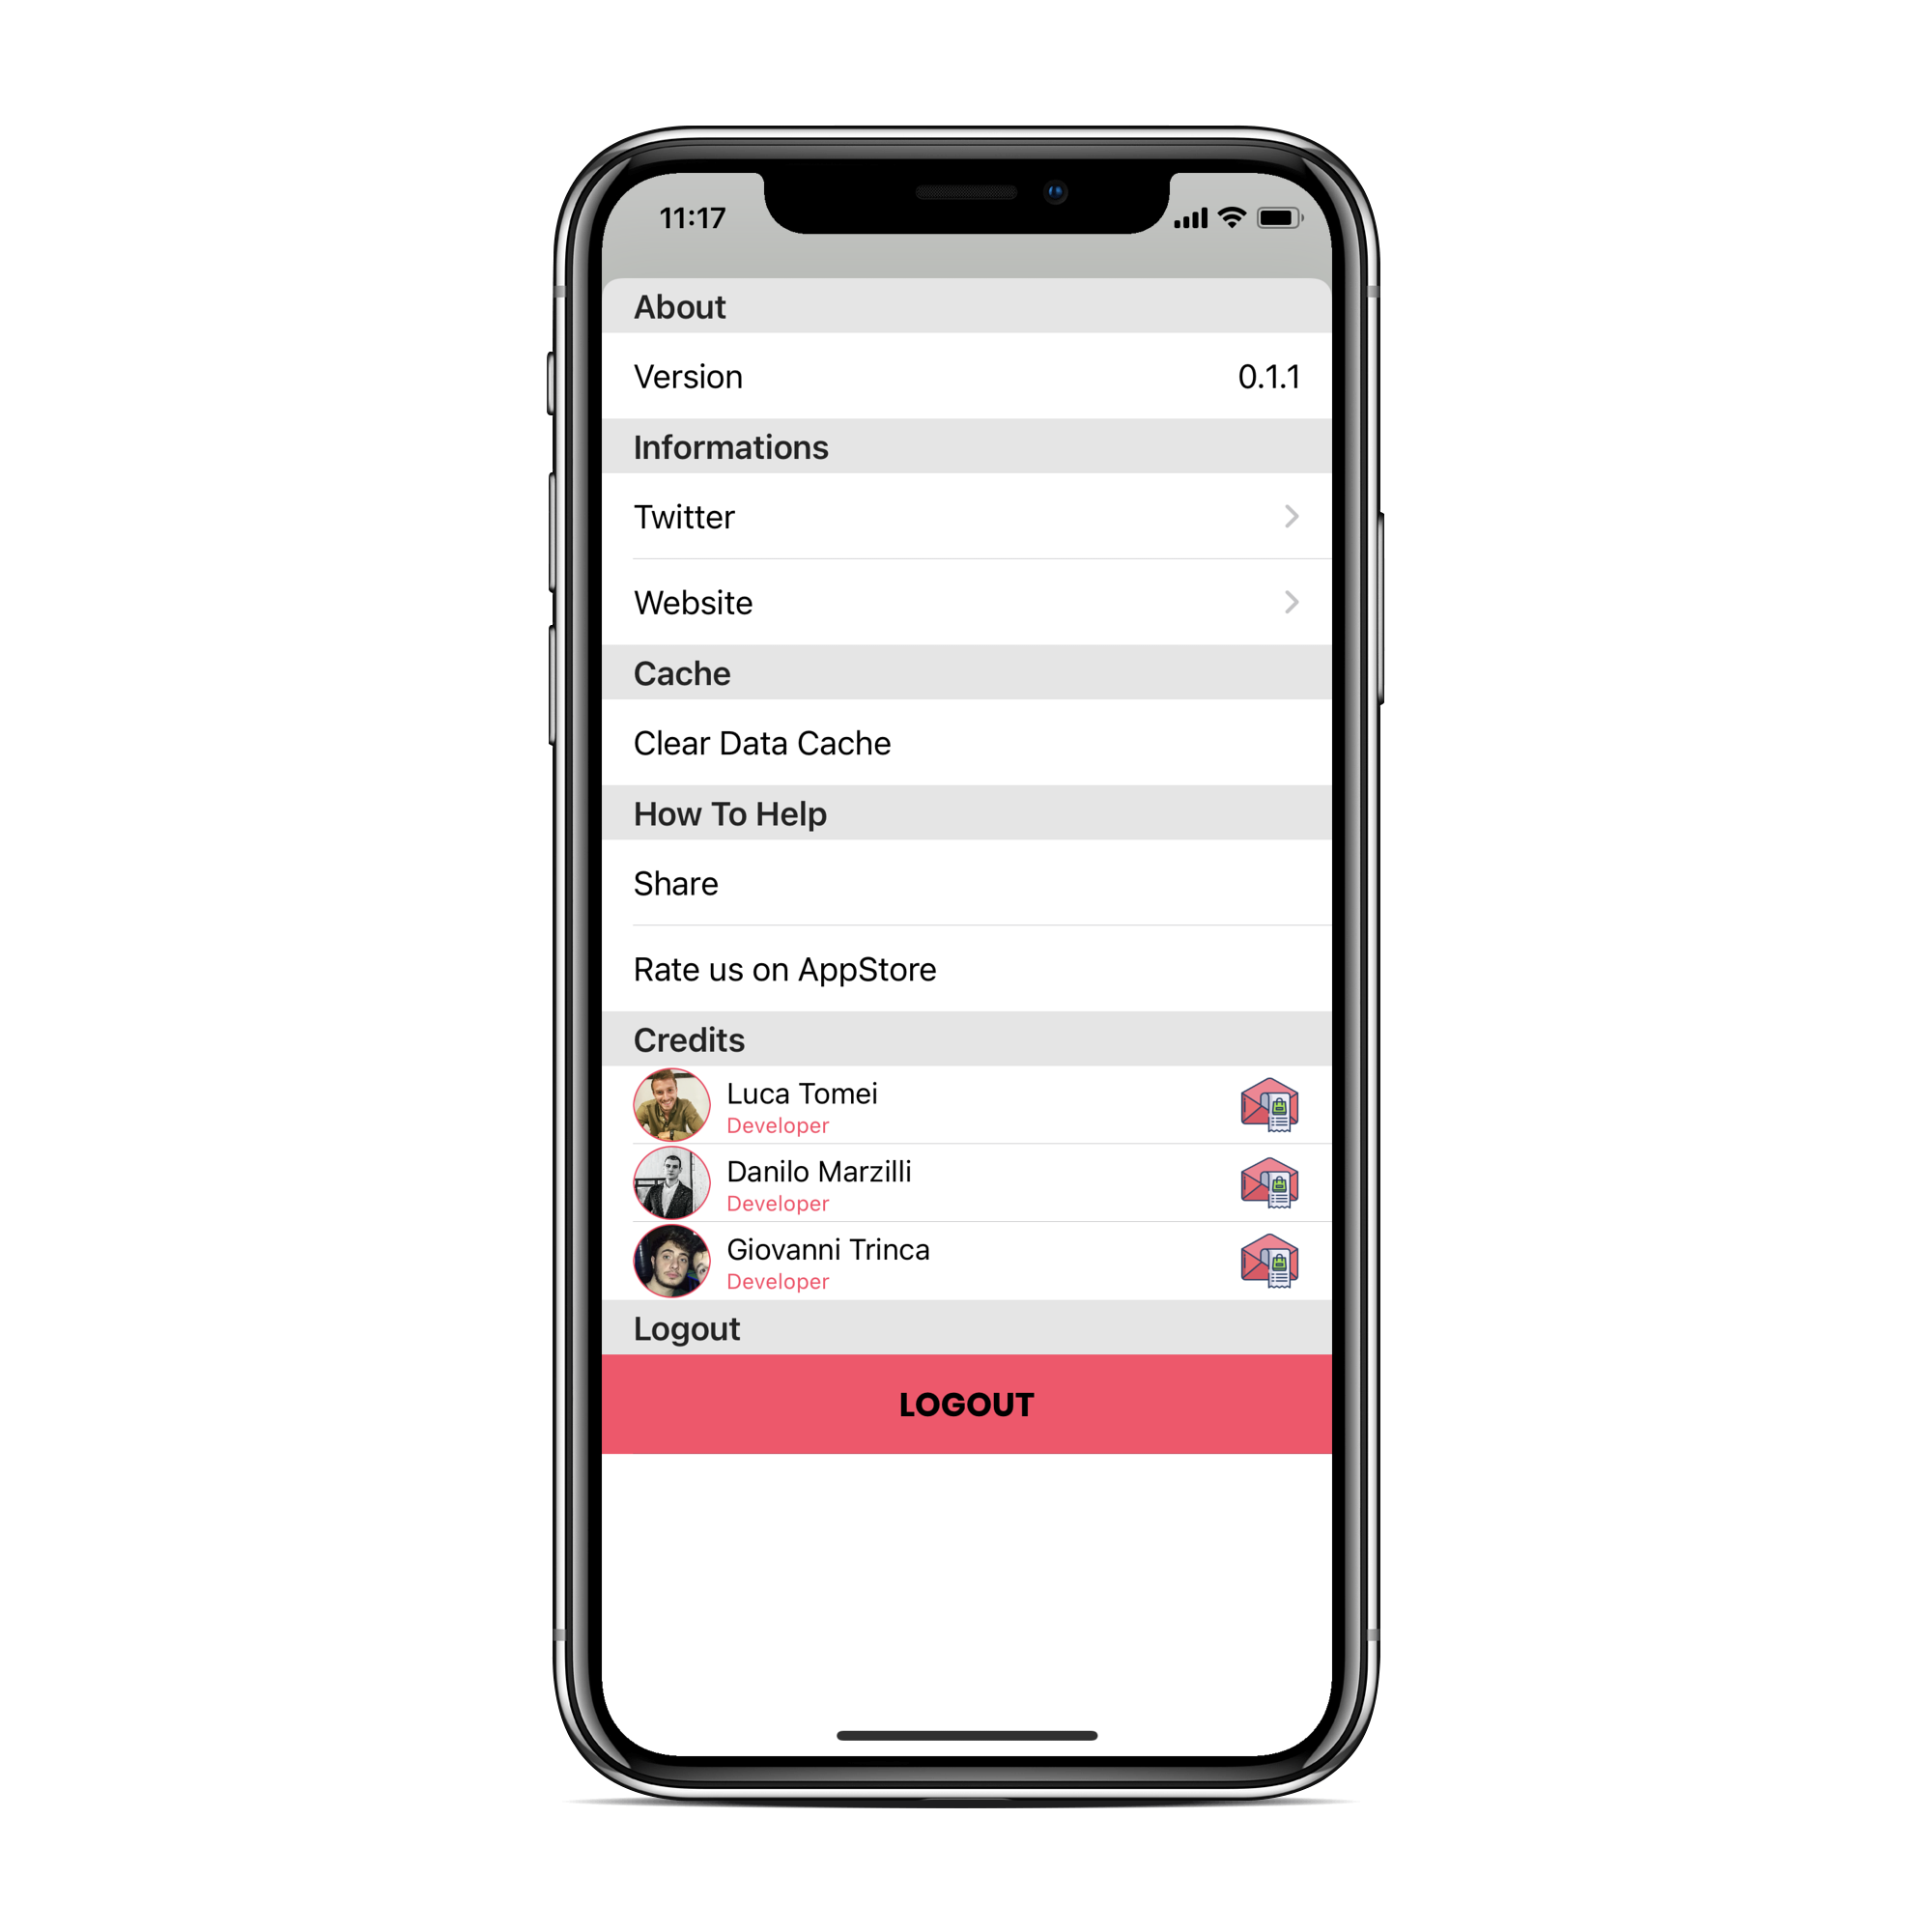 11:17
About
Version 0.1.1
Informations
Twitter
Website
Cache
Clear Data Cache
How To Help
Share
Rate us on AppStore
Credits
Luca Tomei
Developer
Danilo Marzilli
Developer
Giovanni Trinca
Developer
Logout
LOGOUT